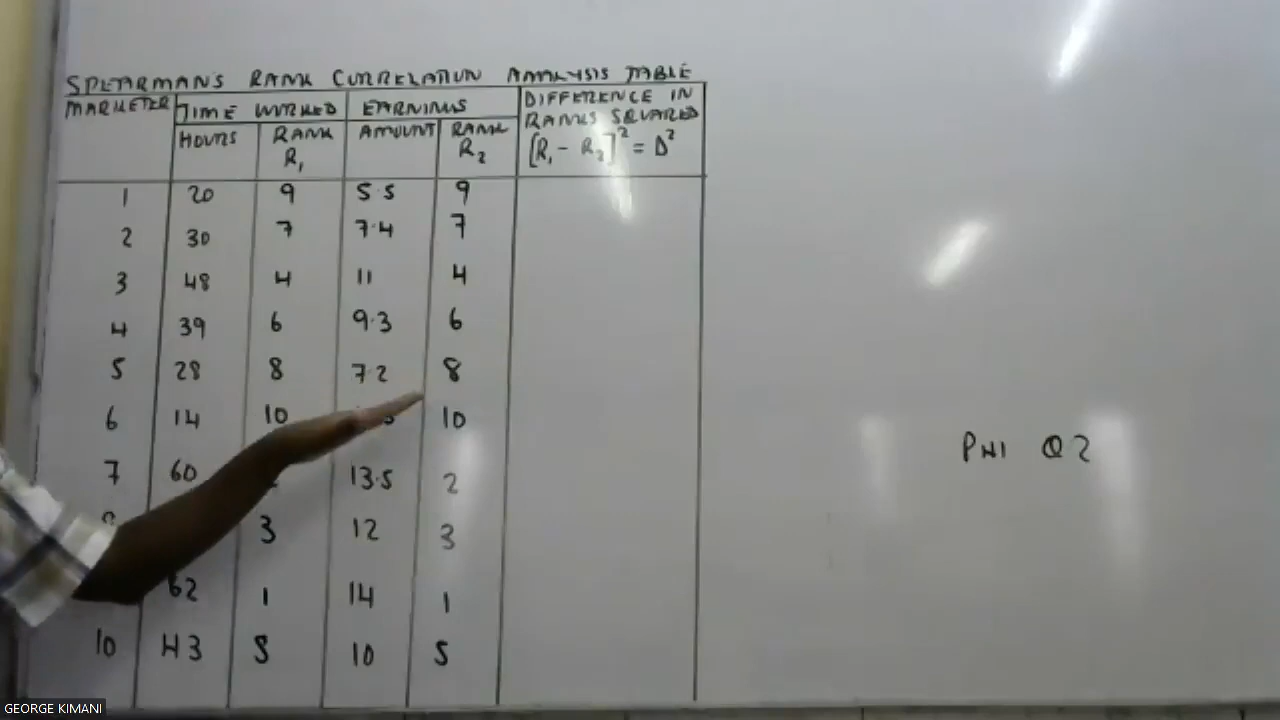 SPEARMANS RANK CORRELATION ANALYSIS TABLE
MARKETER TIME WORKED EARNINGS DIFFERENCE IN
RANKS SQUARED
HOURS RANK AMOUNT RANK [R₁ - R₂]² = D²
R₁ R₂
1 20 9 5.5 9
2 30 7 7.4 7
3 48 4 11 4
4 39 6 9.3 6
5 28 8 7.2 8
6 14 10 10
7 60 13.5 2
3 12 3
62 1 14 1
10 43 5 10 5
PN1 Q2
GEORGE KIMANI